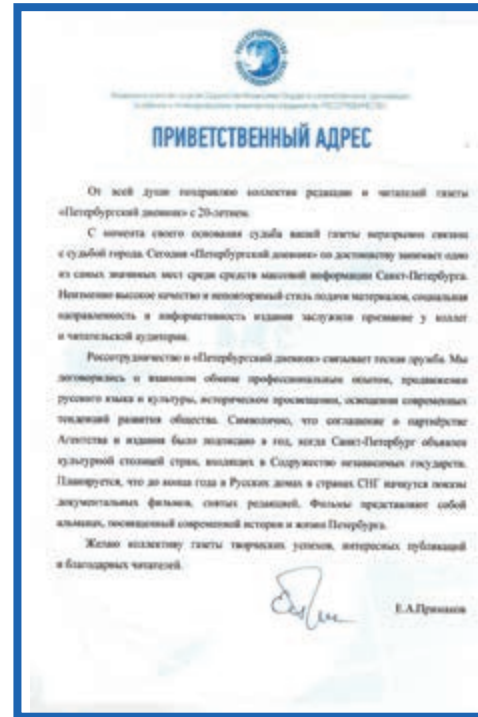 РОССОТРУДНИЧЕСТВО
ПРИВЕТСТВЕННЫЙ АДРЕС
От всей души поздравляю коллектив редакции и читателей газеты
«Петербургский дневник» с 20-летием.
С момента своего основания судьба вашей газеты неразрывно связана
с судьбой города. Сегодня «Петербургский дневник» по достоинству занимает одно
из самых значимых мест среди средств массовой информации Санкт-Петербурга.
Неизменно высокое качество и неповторимый стиль подачи материалов, социальная
направленность и информативность издания заслужили признание у коллег
и читательской аудитории.
Россотрудничество и «Петербургский дневник» связывает тесная дружба. Мы
договорились о взаимном обмене профессиональным опытом, продвижении
русского языка и культуры, историческом просвещении, освещении современных
тенденций развития общества. Символично, что соглашение о партнёрстве
Агентства и издания было подписано в год, когда Санкт-Петербург объявлен
культурной столицей стран, входящих в Содружество независимых государств.
Планируется, что до конца года в Русских домах в странах СНГ начнутся показы
документальных фильмов, снятых редакцией. Фильмы представляют собой
альманах, посвященный современной истории и жизни Петербурга.
Желаю коллективу газеты творческих успехов, интересных публикаций
и благодарных читателей.
Е.А.Примаков